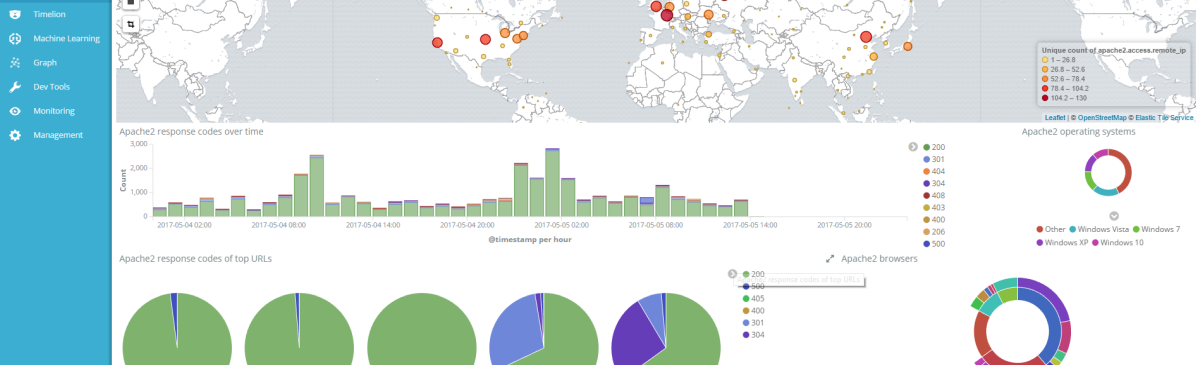 Timelion
Machine Learning
Graph
Dev Tools
Monitoring
Management
Unique count of apache2.access.remote_ip
1 – 26.8
26.8 – 52.6
52.6 – 78.4
78.4 – 104.2
104.2 – 130
Leaflet | © OpenStreetMap © Elastic Tile Service
Apache2 response codes over time
3,000
2,000
1,000
0
Count
2017-05-04 02:00
2017-05-04 08:00
2017-05-04 14:00
2017-05-04 20:00
2017-05-05 02:00
2017-05-05 08:00
2017-05-05 14:00
2017-05-05 20:00
@timestamp per hour
200
301
404
304
408
403
400
206
500
Apache2 operating systems
Other
Windows Vista
Windows 7
Windows XP
Windows 10
Apache2 response codes of top URLs
200
500
405
400
301
304
Apache2 browsers